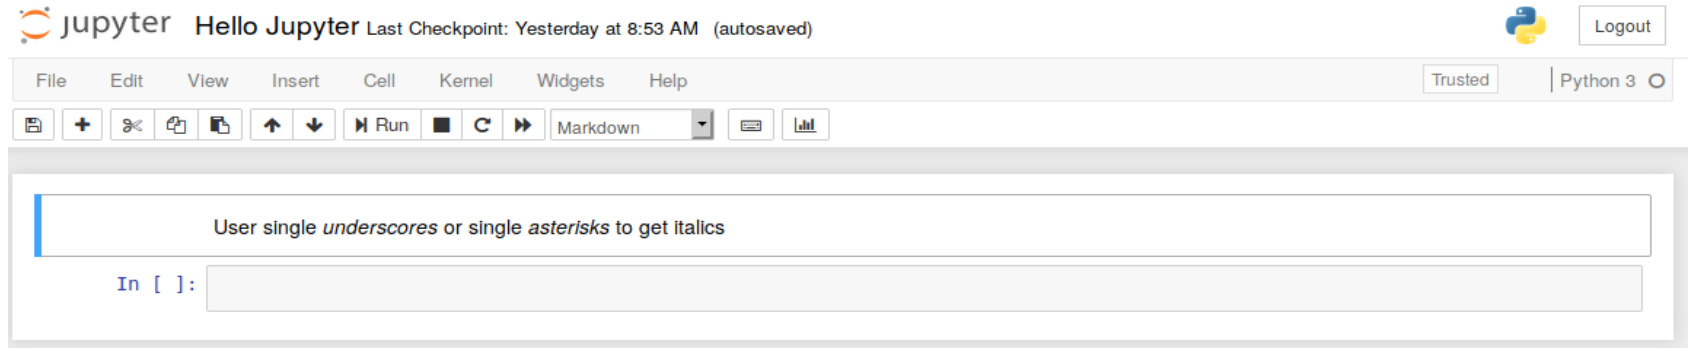 jupyter Hello Jupyter Last Checkpoint: Yesterday at 8:53 AM (autosaved) Logout
File Edit View Insert Cell Kernel Widgets Help Trusted Python 3
Run Markdown
User single underscores or single asterisks to get italics
In [ ]: